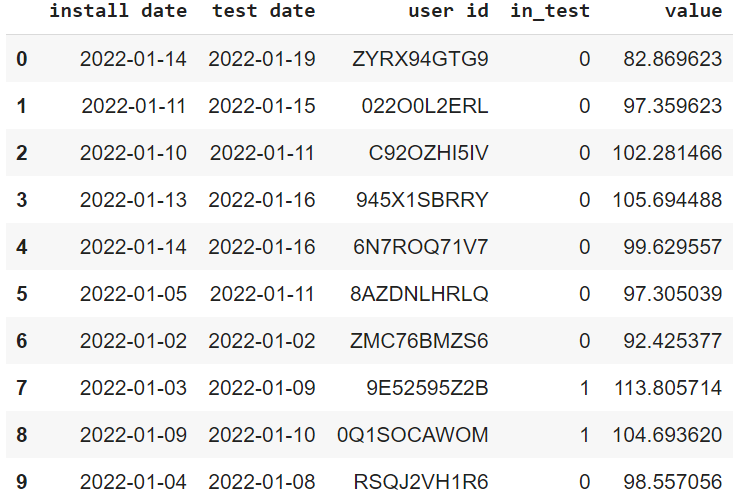 install date test date user id in_test value
0 2022-01-14 2022-01-19 ZYRX94GTG9 0 82.869623
1 2022-01-11 2022-01-15 022O0L2ERL 0 97.359623
2 2022-01-10 2022-01-11 C92OZHI5IV 0 102.281466
3 2022-01-13 2022-01-16 945X1SBRRY 0 105.694488
4 2022-01-14 2022-01-16 6N7ROQ71V7 0 99.629557
5 2022-01-05 2022-01-11 8AZDNLHRLQ 0 97.305039
6 2022-01-02 2022-01-02 ZMC76BMZS6 0 92.425377
7 2022-01-03 2022-01-09 9E52595Z2B 1 113.805714
8 2022-01-09 2022-01-10 0Q1SOCAWOM 1 104.693620
9 2022-01-04 2022-01-08 RSQJ2VH1R6 0 98.557056